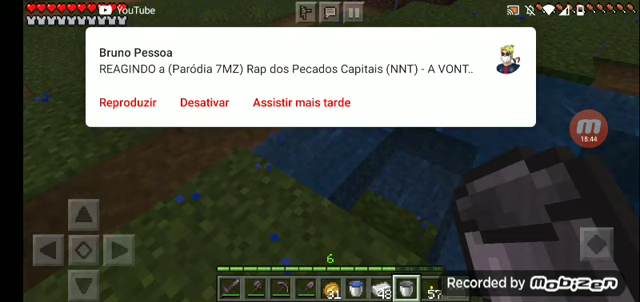 YouTube
Bruno Pessoa
REAGINDO a (Paródia 7MZ) Rap dos Pecados Capitais (NNT) - A VONT..
Reproduzir Desativar Assistir mais tarde
18:44
6
31 48 57
Recorded by mobizen